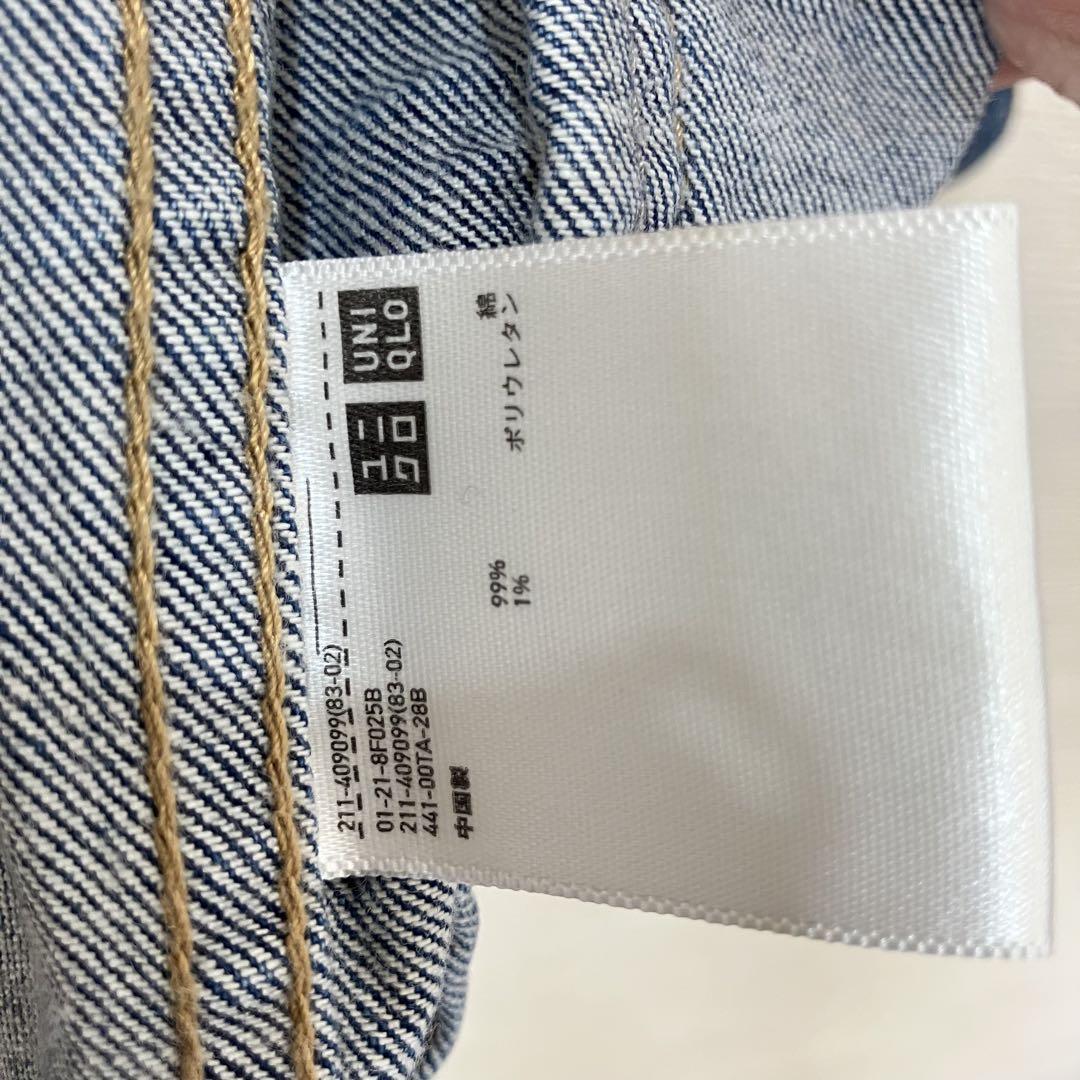 211-409099(83-02)
UNI
QLO
ユニ
クロ
01-21-8F025B
211-409099(83-02)
441-00TA-28B
中国製
綿 99%
ポリウレタン 1%